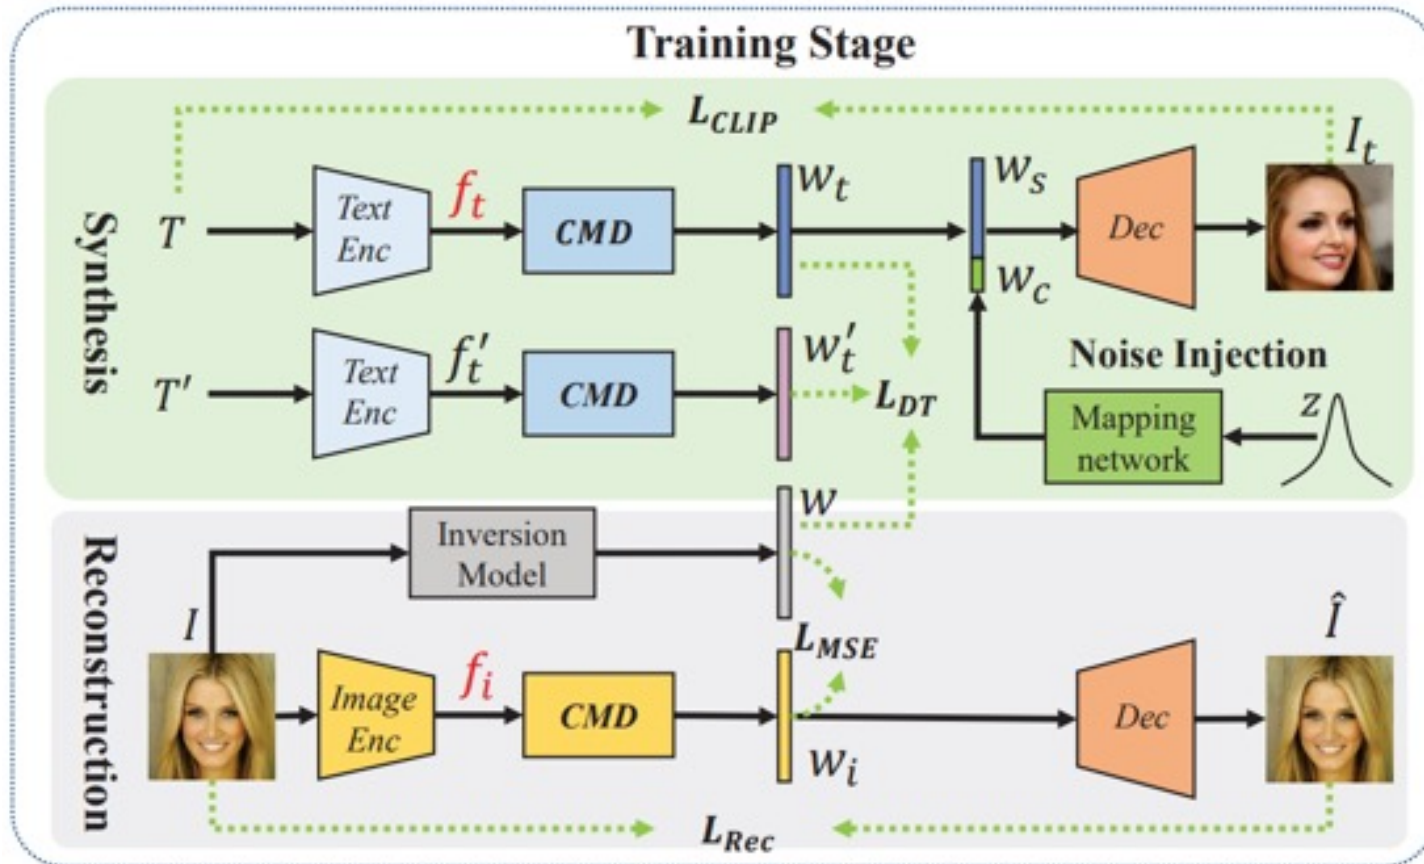 Training Stage
Synthesis
L_CLIP
T
Text Enc
f_t
CMD
w_t
w_s
w_c
Dec
I_t
T′
Text Enc
f′_t
CMD
w′_t
L_DT
Noise Injection
Mapping network
z
Reconstruction
I
Inversion Model
w
L_MSE
Image Enc
f_i
CMD
w_i
Dec
Î
L_Rec